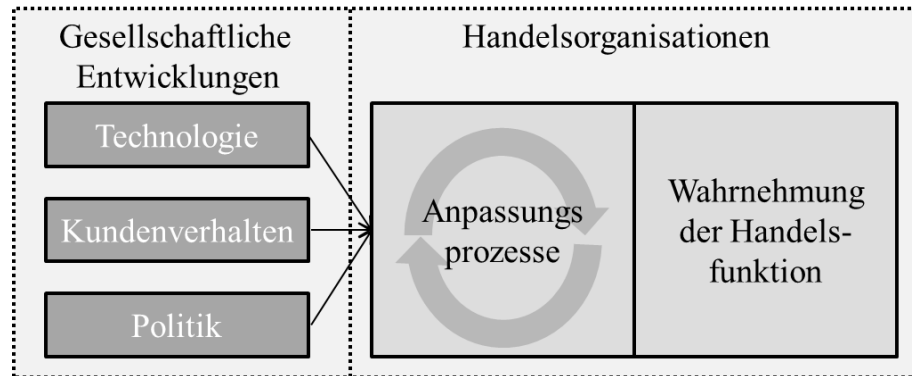 Gesellschaftliche
Entwicklungen
Technologie
Kundenverhalten
Politik
Handelsorganisationen
Anpassungs
prozesse
Wahrnehmung
der Handels-
funktion